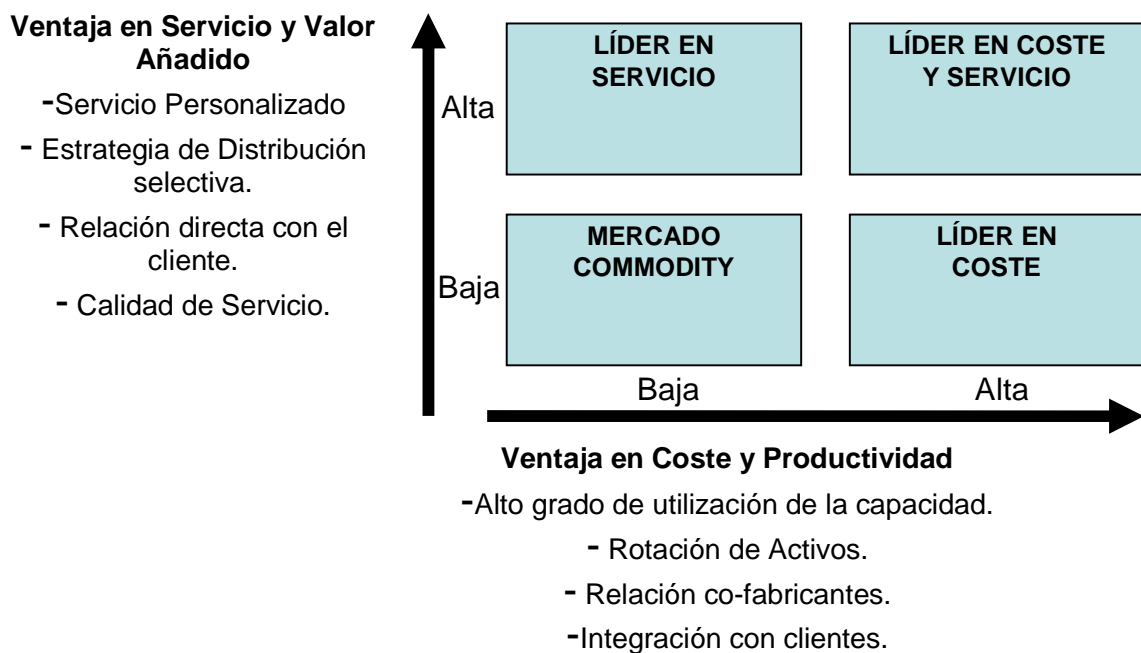 Ventaja en Servicio y Valor
Añadido
-Servicio Personalizado
- Estrategia de Distribución
selectiva.
- Relación directa con el
cliente.
- Calidad de Servicio.
Alta
Baja
LÍDER EN
SERVICIO
LÍDER EN COSTE
Y SERVICIO
MERCADO
COMMODITY
LÍDER EN
COSTE
Baja
Alta
Ventaja en Coste y Productividad
-Alto grado de utilización de la capacidad.
- Rotación de Activos.
- Relación co-fabricantes.
-Integración con clientes.